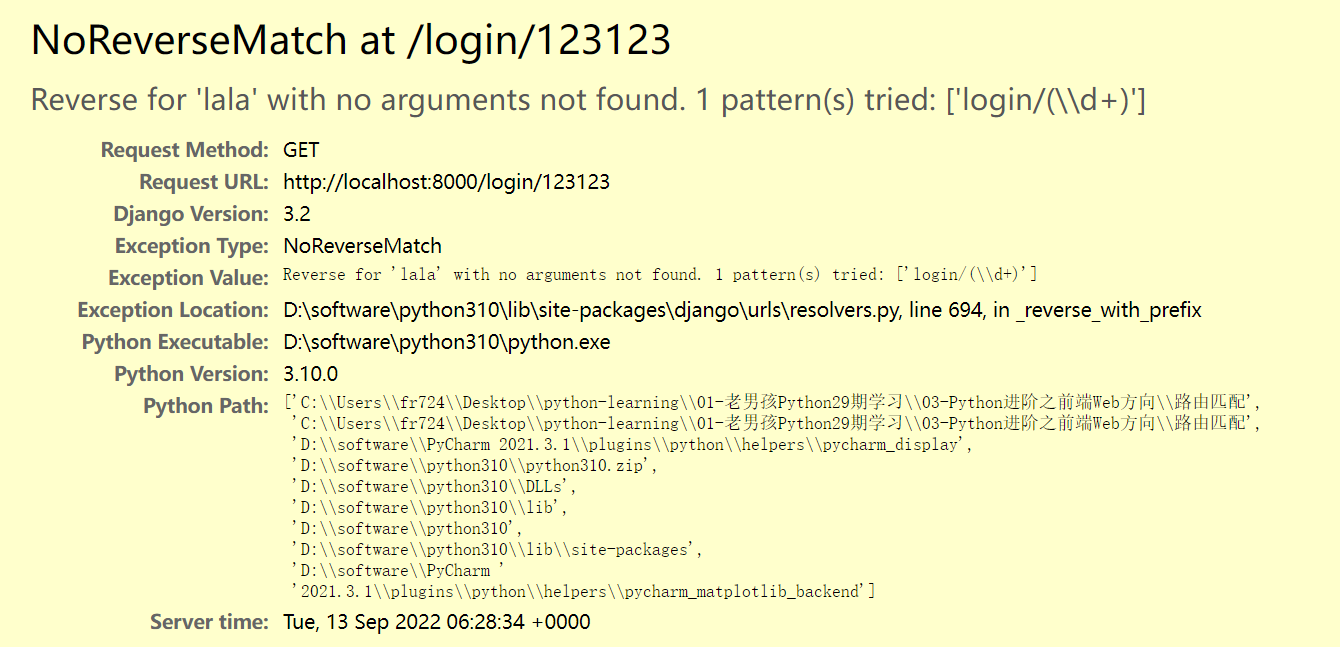 NoReverseMatch at /login/123123
Reverse for 'lala' with no arguments not found. 1 pattern(s) tried: ['login/(\\d+)']
Request Method: GET
Request URL: http://localhost:8000/login/123123
Django Version: 3.2
Exception Type: NoReverseMatch
Exception Value: Reverse for 'lala' with no arguments not found. 1 pattern(s) tried: ['login/(\\d+)']
Exception Location: D:\software\python310\lib\site-packages\django\urls\resolvers.py, line 694, in _reverse_with_prefix
Python Executable: D:\software\python310\python.exe
Python Version: 3.10.0
Python Path: ['C:\\Users\\fr724\\Desktop\\python-learning\\01-老男孩Python29期学习\\03-Python进阶之前端Web方向\\路由匹配',
'C:\\Users\\fr724\\Desktop\\python-learning\\01-老男孩Python29期学习\\03-Python进阶之前端Web方向\\路由匹配',
'D:\\software\\PyCharm 2021.3.1\\plugins\\python\\helpers\\pycharm_display',
'D:\\software\\python310\\python310.zip',
'D:\\software\\python310\\DLLs',
'D:\\software\\python310\\lib',
'D:\\software\\python310',
'D:\\software\\python310\\lib\\site-packages',
'D:\\software\\PyCharm '
'2021.3.1\\plugins\\python\\helpers\\pycharm_matplotlib_backend']
Server time: Tue, 13 Sep 2022 06:28:34 +0000